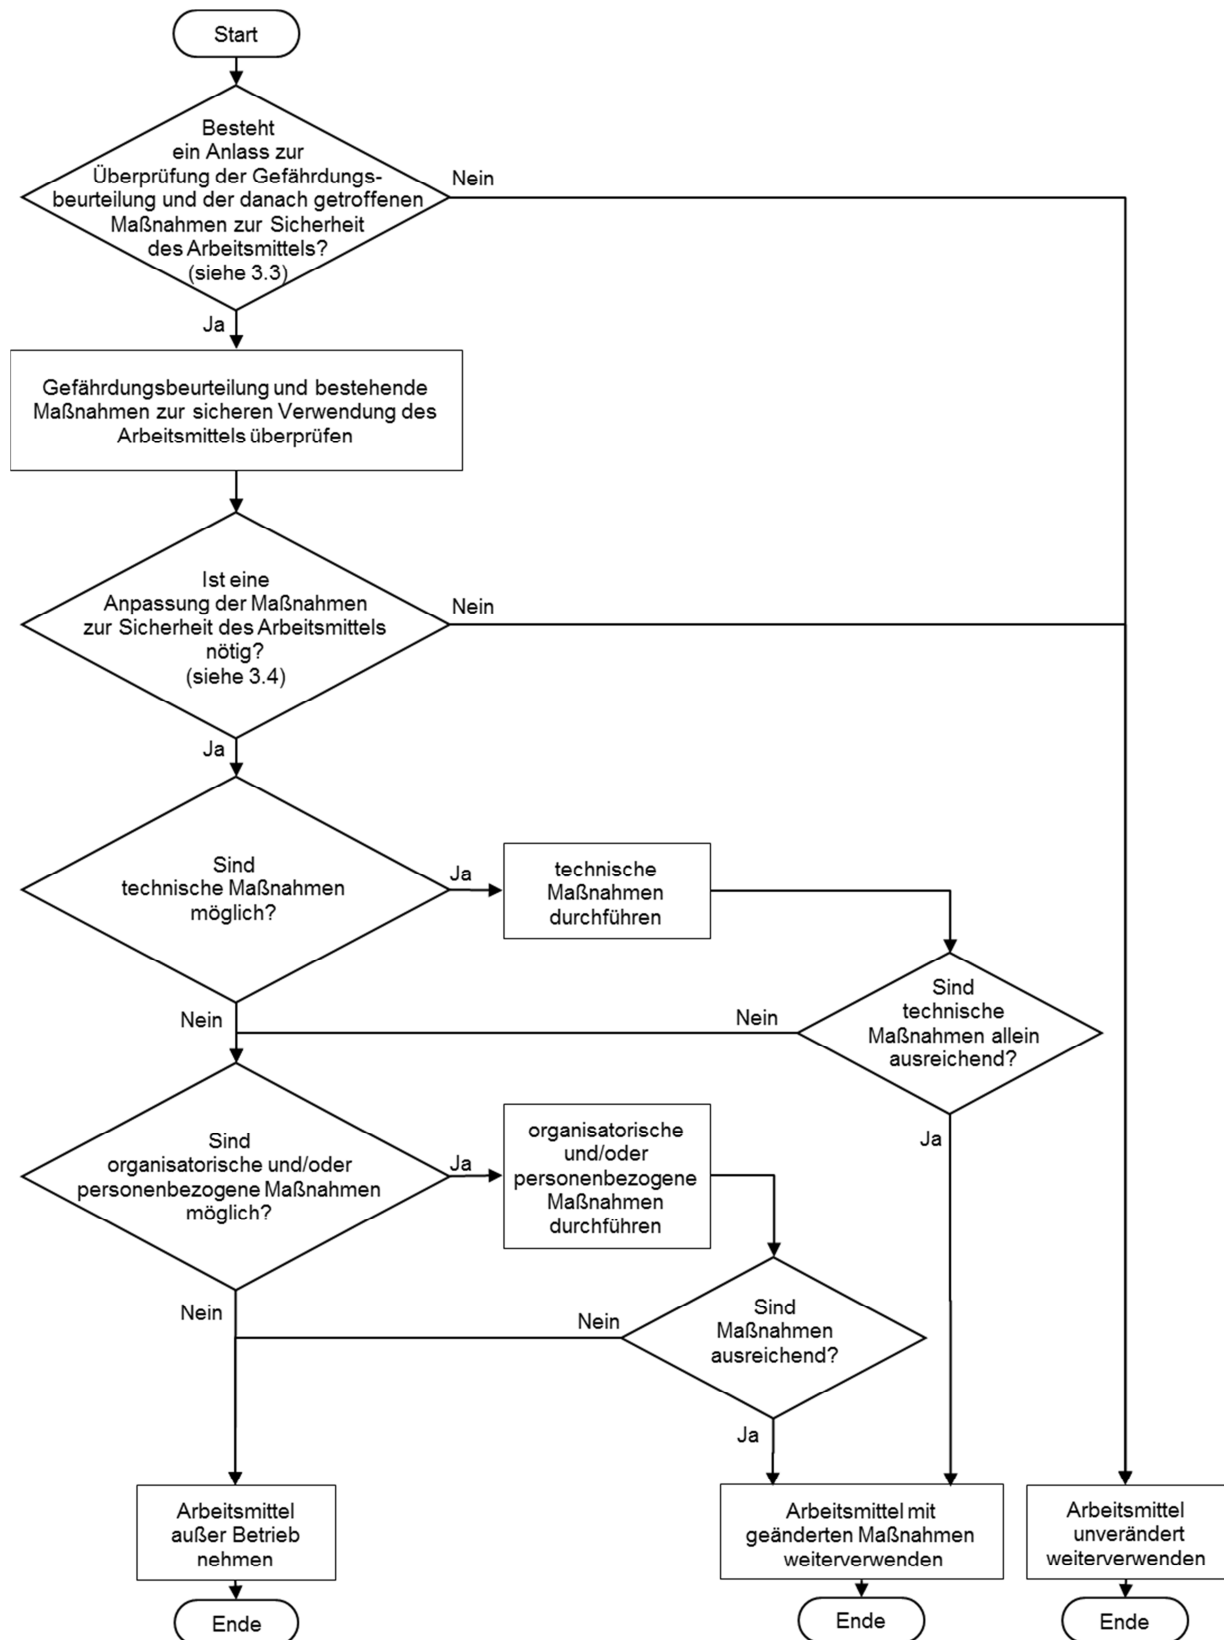 Start
Besteht
ein Anlass zur
Überprüfung der Gefährdungs-
beurteilung und der danach getroffenen
Maßnahmen zur Sicherheit
des Arbeitsmittels?
(siehe 3.3)
Nein
Ja
Gefährdungsbeurteilung und bestehende
Maßnahmen zur sicheren Verwendung des
Arbeitsmittels überprüfen
Ist eine
Anpassung der Maßnahmen
zur Sicherheit des Arbeitsmittels
nötig?
(siehe 3.4)
Nein
Ja
Sind
technische Maßnahmen
möglich?
Ja
technische
Maßnahmen
durchführen
Nein
Sind
technische
Maßnahmen allein
ausreichend?
Nein
Ja
Sind
organisatorische und/oder
personenbezogene Maßnahmen
möglich?
Ja
organisatorische
und/oder
personenbezogene
Maßnahmen
durchführen
Nein
Sind
Maßnahmen
ausreichend?
Nein
Ja
Arbeitsmittel
außer Betrieb
nehmen
Arbeitsmittel mit
geänderten Maßnahmen
weiterverwenden
Arbeitsmittel
unverändert
weiterverwenden
Ende
Ende
Ende